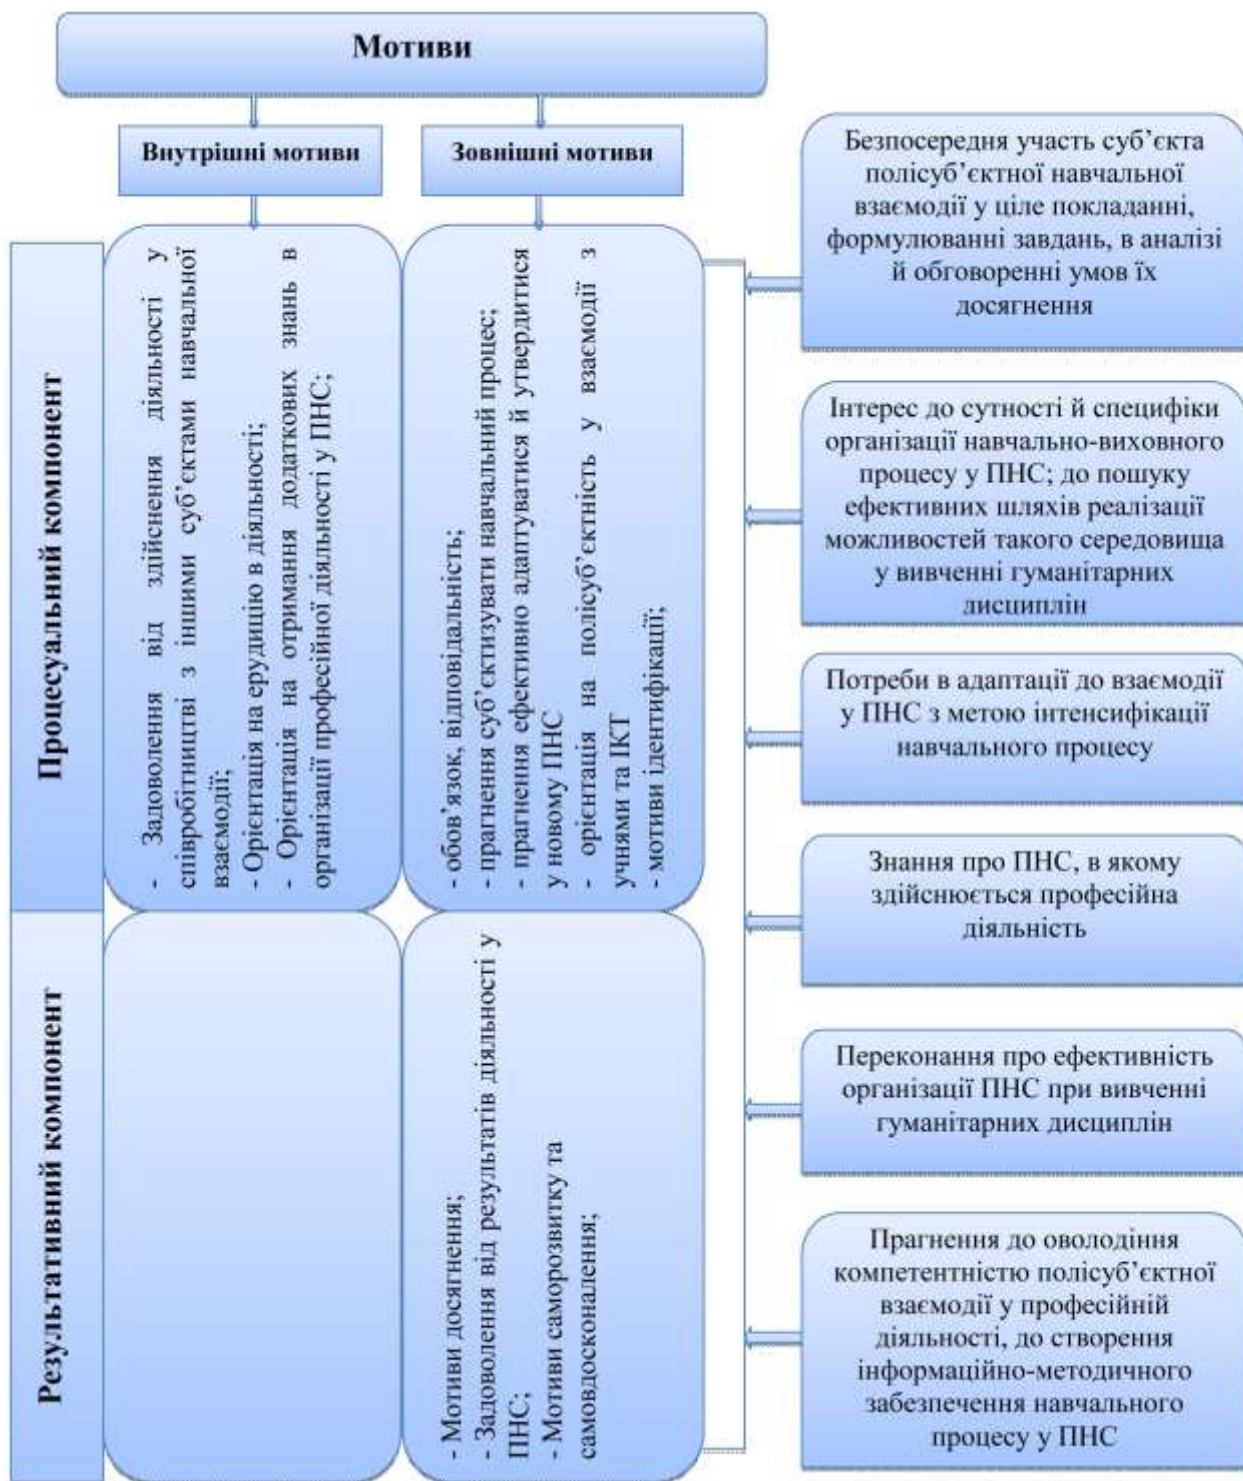 Мотиви
Внутрішні мотиви
Зовнішні мотиви
Процесуальний компонент
- Задоволення від здійснення діяльності у
співробітництві з іншими суб’єктами навчальної
взаємодії;
- Орієнтація на ерудицію в діяльності;
- Орієнтація на отримання додаткових знань в
організації професійної діяльності у ПНС;
- обов’язок, відповідальність;
- прагнення суб’єктизувати навчальний процес;
- прагнення ефективно адаптуватися й утвердитися
у новому ПНС
- орієнтація на полісуб’єктність у взаємодії з
учнями та ІКТ
- мотиви ідентифікації;
Результативний компонент
- Мотиви досягнення;
- Задоволення від результатів діяльності у
ПНС;
- Мотиви саморозвитку та
самовдосконалення;
Безпосередня участь суб’єкта
полісуб’єктної навчальної
взаємодії у ціле покладанні,
формулюванні завдань, в аналізі
й обговоренні умов їх
досягнення
Інтерес до сутності й специфіки
організації навчально-виховного
процесу у ПНС; до пошуку
ефективних шляхів реалізації
можливостей такого середовища
у вивченні гуманітарних
дисциплін
Потреби в адаптації до взаємодії
у ПНС з метою інтенсифікації
навчального процесу
Знання про ПНС, в якому
здійснюється професійна
діяльність
Переконання про ефективність
організації ПНС при вивченні
гуманітарних дисциплін
Прагнення до оволодіння
компетентністю полісуб’єктної
взаємодії у професійній
діяльності, до створення
інформаційно-методичного
забезпечення навчального
процесу у ПНС